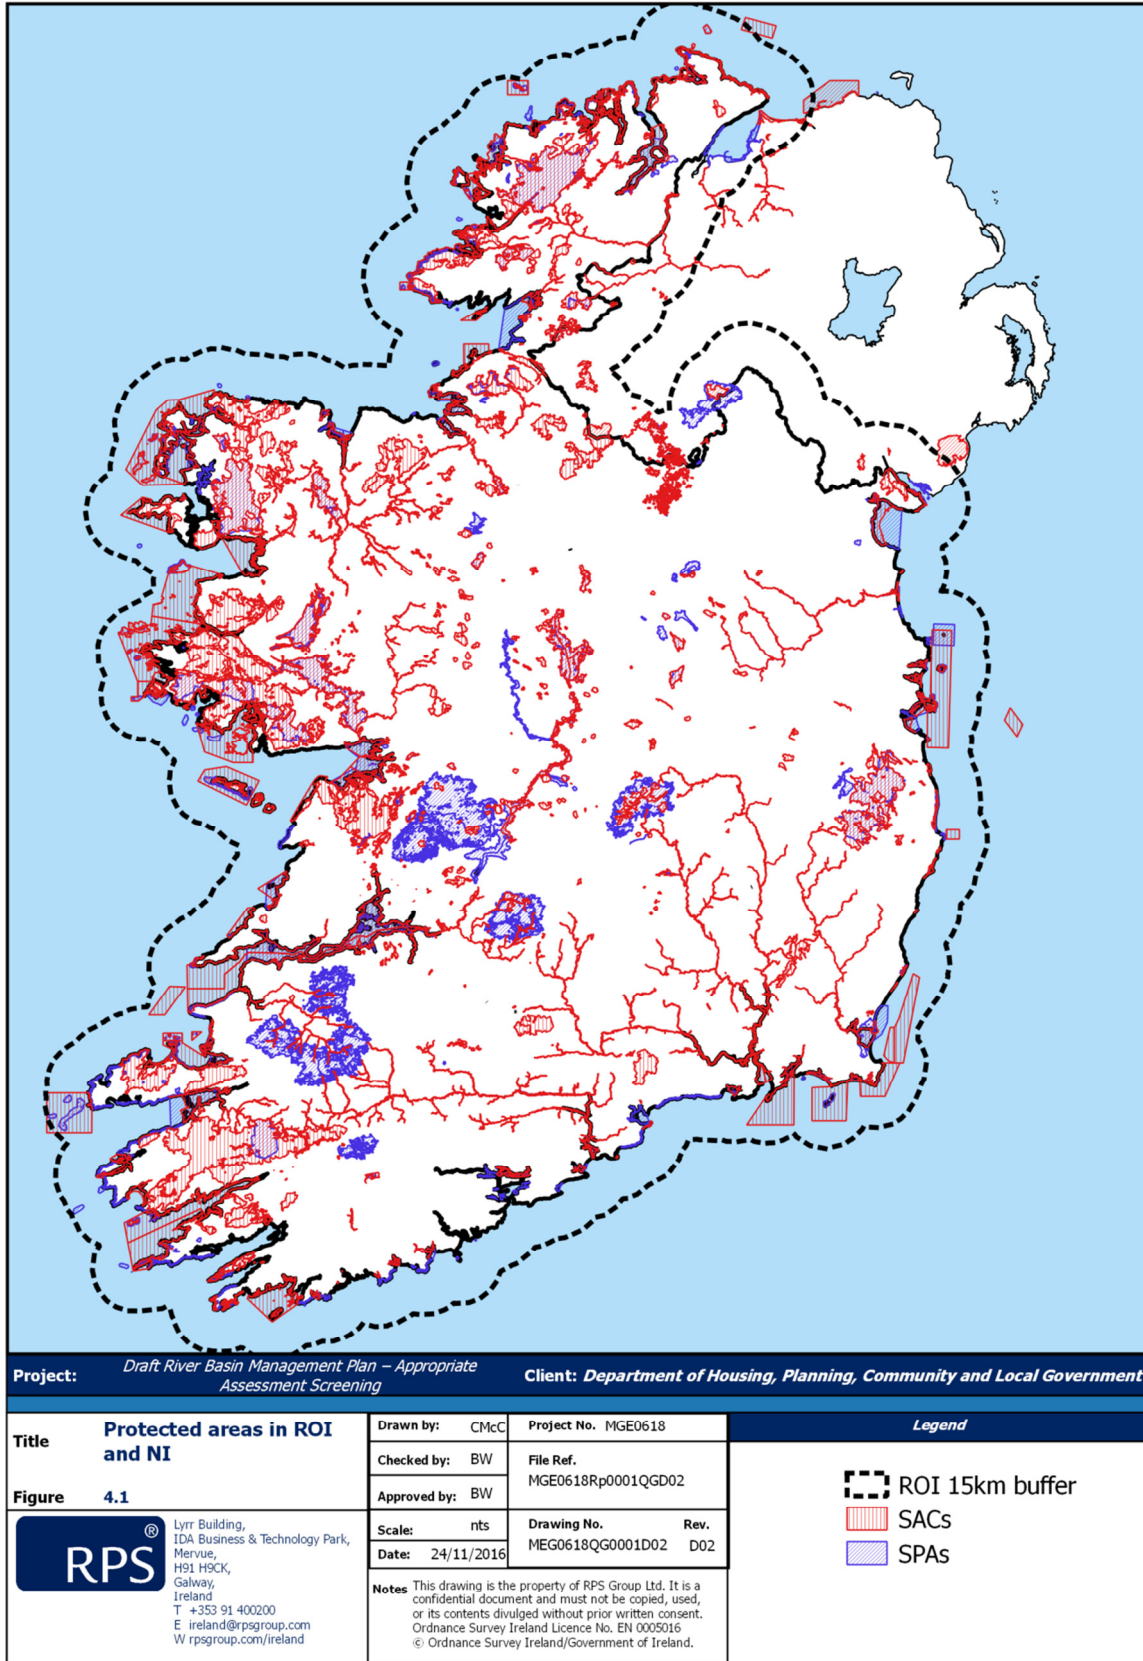 Project:
Draft River Basin Management Plan – Appropriate
Assessment Screening
Client: Department of Housing, Planning, Community and Local Government
Title
Protected areas in ROI
and NI
Figure
4.1
RPS®
Lyrr Building,
IDA Business & Technology Park,
Mervue,
H91 H9CK,
Galway,
Ireland
T +353 91 400200
E ireland@rpsgroup.com
W rpsgroup.com/ireland
Drawn by: CMcC
Project No. MGE0618
Checked by: BW
File Ref.
MGE0618Rp0001QGD02
Approved by: BW
Scale: nts
Drawing No. Rev.
MEG0618QG0001D02 D02
Date: 24/11/2016
Notes This drawing is the property of RPS Group Ltd. It is a
confidential document and must not be copied, used,
or its contents divulged without prior written consent.
Ordnance Survey Ireland Licence No. EN 0005016
© Ordnance Survey Ireland/Government of Ireland.
Legend
ROI 15km buffer
SACs
SPAs